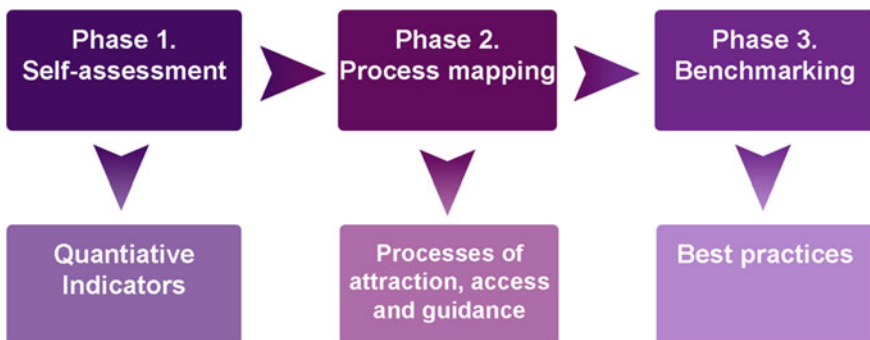 Phase 1.
Self-assessment
Phase 2.
Process mapping
Phase 3.
Benchmarking
Quantiative
Indicators
Processes of
attraction, access
and guidance
Best practices